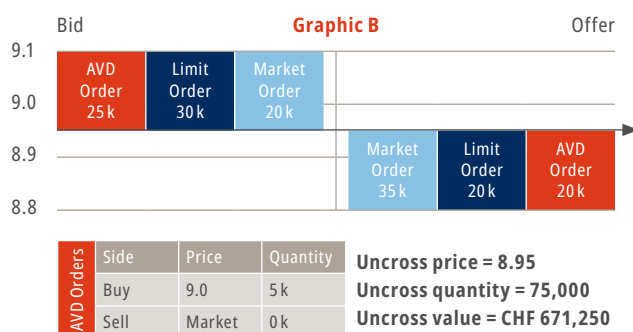 Bid Graphic B Offer
9.1
AVD Order 25 k Limit Order 30 k Market Order 20 k
9.0
8.9
Market Order 35 k Limit Order 20 k AVD Order 20 k
8.8
AVD Orders
Side Price Quantity
Buy 9.0 5 k
Sell Market 0 k
Uncross price = 8.95
Uncross quantity = 75,000
Uncross value = CHF 671,250